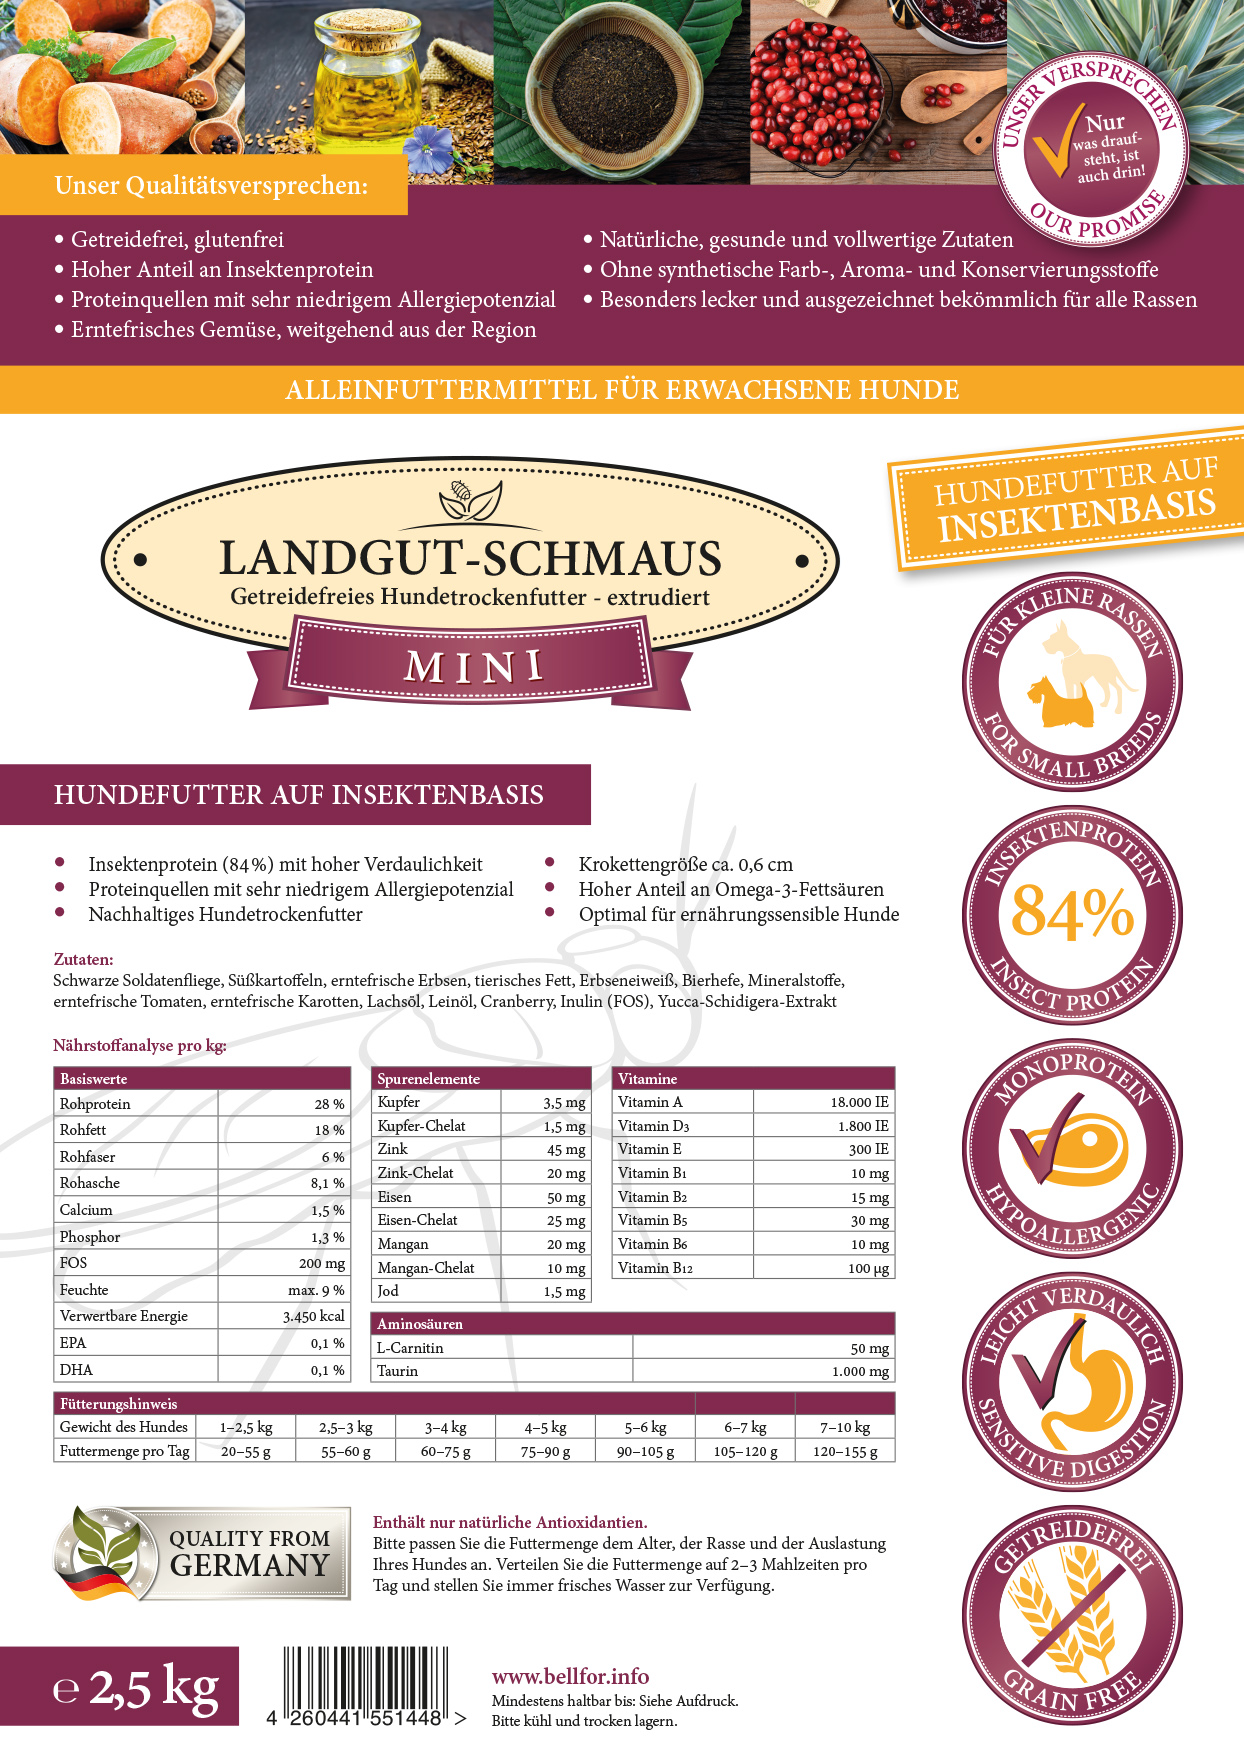 UNSER VERSPRECHEN
Nur
was drauf-
steht, ist
auch drin!
OUR PROMISE
Unser Qualitätsversprechen:
• Getreidefrei, glutenfrei
• Hoher Anteil an Insektenprotein
• Proteinquellen mit sehr niedrigem Allergiepotenzial
• Erntefrisches Gemüse, weitgehend aus der Region
• Natürliche, gesunde und vollwertige Zutaten
• Ohne synthetische Farb-, Aroma- und Konservierungsstoffe
• Besonders lecker und ausgezeichnet bekömmlich für alle Rassen
ALLEINFUTTERMITTEL FÜR ERWACHSENE HUNDE
HUNDEFUTTER AUF
INSEKTENBASIS
LANDGUT-SCHMAUS
Getreidefreies Hundetrockenfutter - extrudiert
MINI
FÜR KLEINE RASSEN
FOR SMALL BREEDS
HUNDEFUTTER AUF INSEKTENBASIS
• Insektenprotein (84%) mit hoher Verdaulichkeit
• Proteinquellen mit sehr niedrigem Allergiepotenzial
• Nachhaltiges Hundetrockenfutter
• Krokettengröße ca. 0,6 cm
• Hoher Anteil an Omega-3-Fettsäuren
• Optimal für ernährungssensible Hunde
INSEKTENPROTEIN
84%
INSECT PROTEIN
Zutaten:
Schwarze Soldatenfliege, Süßkartoffeln, erntefrische Erbsen, tierisches Fett, Erbseneiweiß, Bierhefe, Mineralstoffe,
erntefrische Tomaten, erntefrische Karotten, Lachsöl, Leinöl, Cranberry, Inulin (FOS), Yucca-Schidigera-Extrakt
Nährstoffanalyse pro kg:
Basiswerte
Rohprotein 28 %
Rohfett 18 %
Rohfaser 6 %
Rohasche 8,1 %
Calcium 1,5 %
Phosphor 1,3 %
FOS 200 mg
Feuchte max. 9 %
Verwertbare Energie 3.450 kcal
EPA 0,1 %
DHA 0,1 %
Spurenelemente
Kupfer 3,5 mg
Kupfer-Chelat 1,5 mg
Zink 45 mg
Zink-Chelat 20 mg
Eisen 50 mg
Eisen-Chelat 25 mg
Mangan 20 mg
Mangan-Chelat 10 mg
Jod 1,5 mg
Vitamine
Vitamin A 18.000 IE
Vitamin D3 1.800 IE
Vitamin E 300 IE
Vitamin B1 10 mg
Vitamin B2 15 mg
Vitamin B5 30 mg
Vitamin B6 10 mg
Vitamin B12 100 µg
Aminosäuren
L-Carnitin 50 mg
Taurin 1.000 mg
MONOPROTEIN
HYPOALLERGENIC
LEICHT VERDAULICH
SENSITIVE DIGESTION
Fütterungshinweis
Gewicht des Hundes 1–2,5 kg 2,5–3 kg 3–4 kg 4–5 kg 5–6 kg 6–7 kg 7–10 kg
Futtermenge pro Tag 20–55 g 55–60 g 60–75 g 75–90 g 90–105 g 105–120 g 120–155 g
QUALITY FROM
GERMANY
Enthält nur natürliche Antioxidantien.
Bitte passen Sie die Futtermenge dem Alter, der Rasse und der Auslastung
Ihres Hundes an. Verteilen Sie die Futtermenge auf 2–3 Mahlzeiten pro
Tag und stellen Sie immer frisches Wasser zur Verfügung.
GETREIDEFREI
GRAIN FREE
℮ 2,5 kg
4 260441 551448 >
www.bellfor.info
Mindestens haltbar bis: Siehe Aufdruck.
Bitte kühl und trocken lagern.